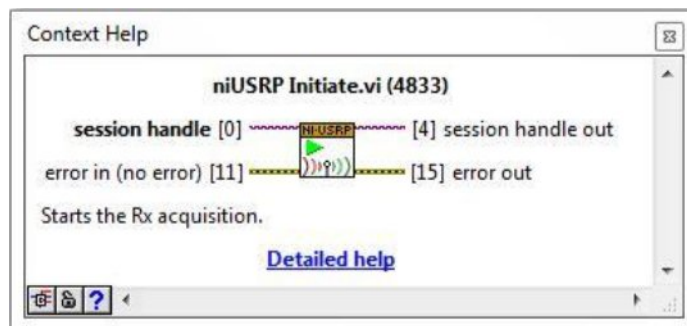 Context Help
niUSRP Initiate.vi (4833)
session handle [0] NI-USRP [4] session handle out
error in (no error) [11] [15] error out
Starts the Rx acquisition.
Detailed help
?